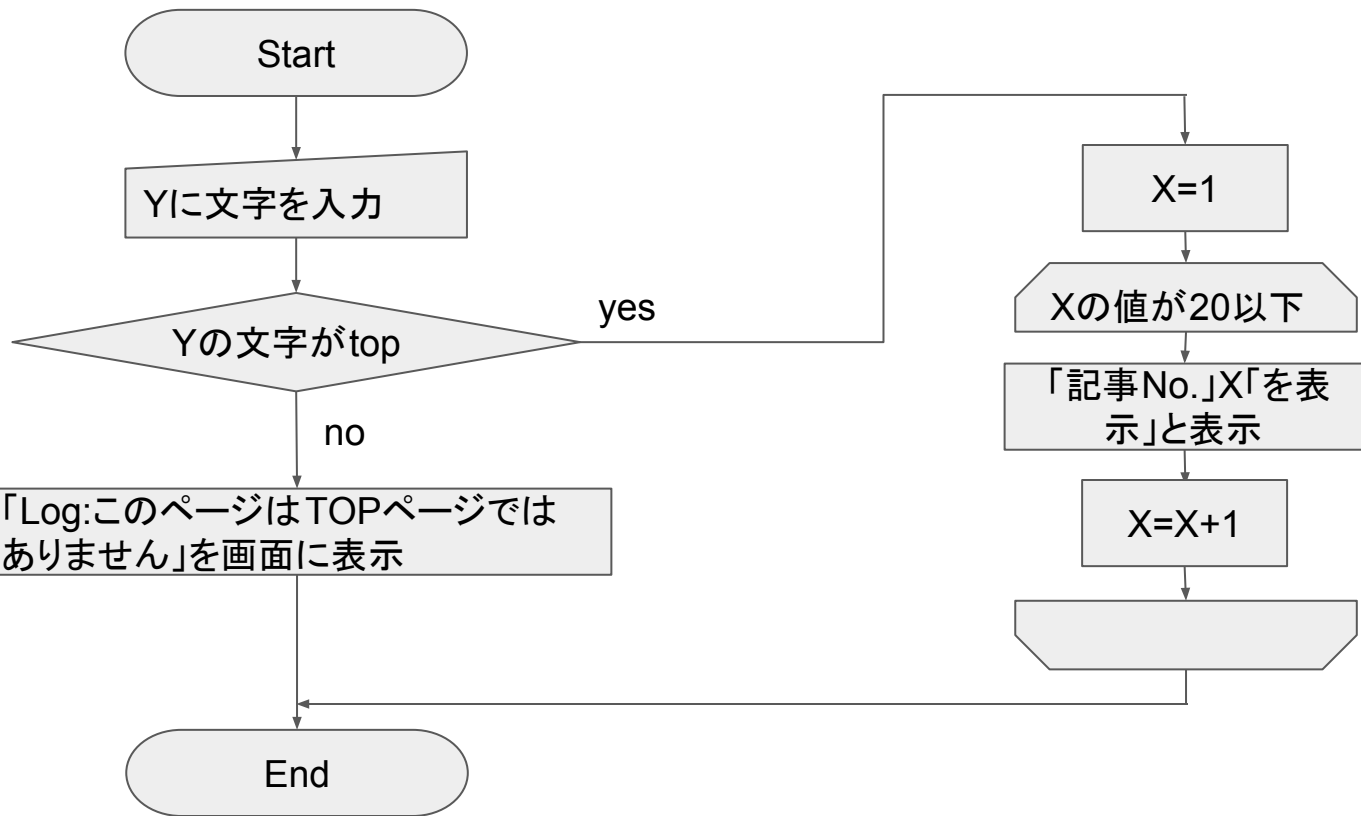 Start
Yに文字を入力
Yの文字がtop
yes
no
「Log:このページはTOPページでは
ありません」を画面に表示
End
X=1
Xの値が20以下
「記事No.」X「を表
示」と表示
X=X+1